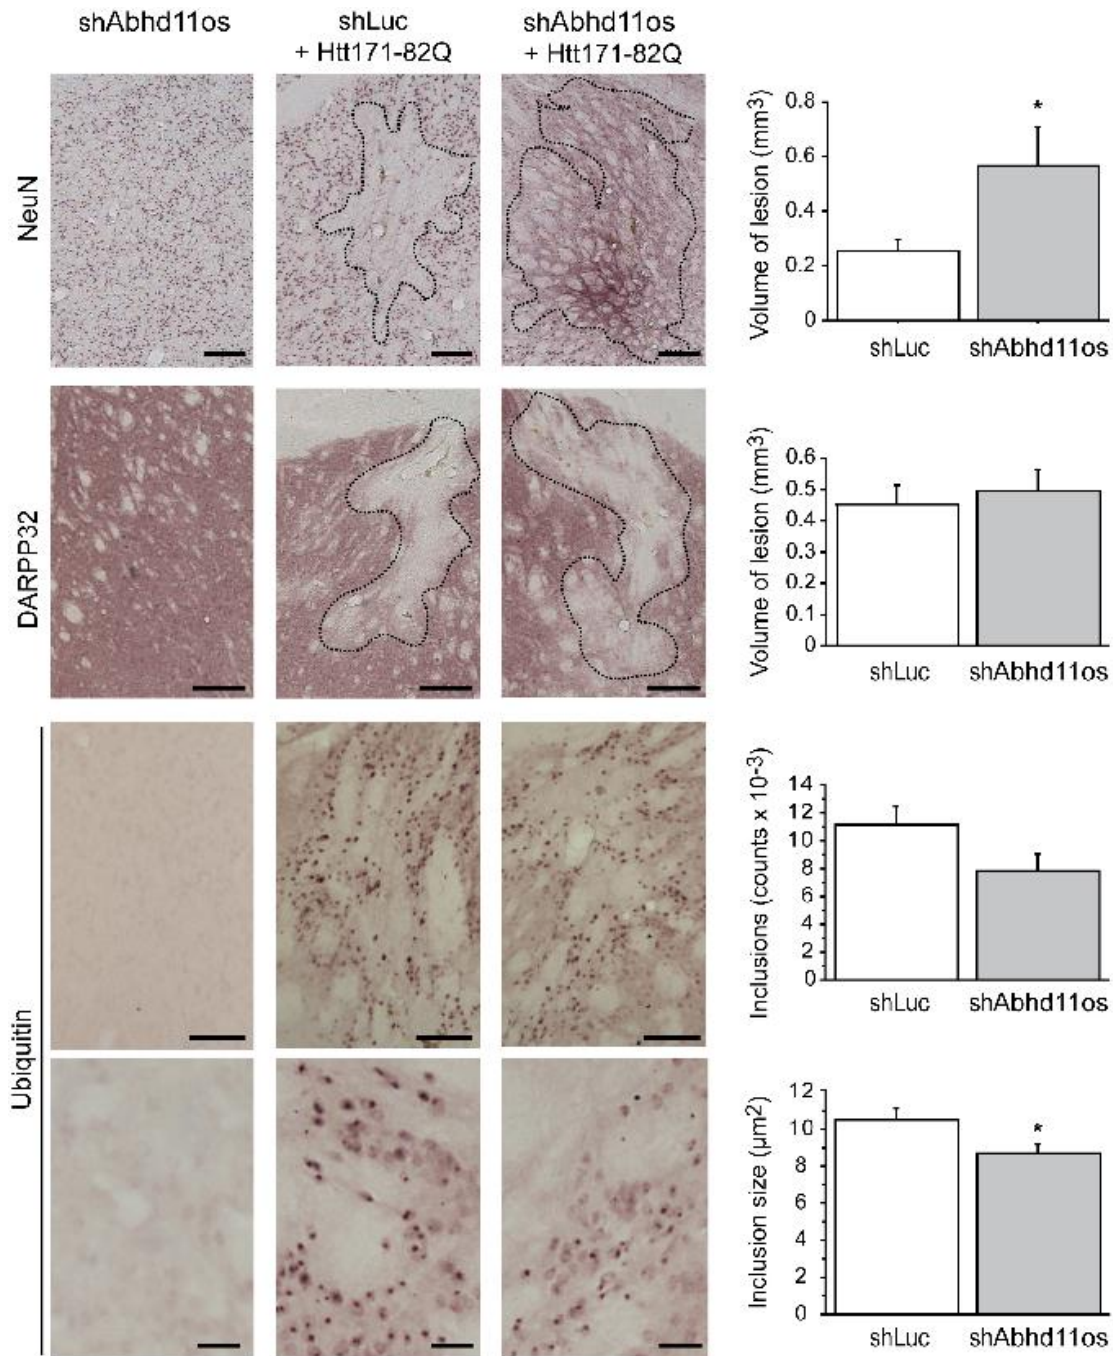 shAbhd11os
shLuc
+ Htt171-82Q
shAbhd11os
+ Htt171-82Q
NeuN
Volume of lesion (mm3)
0.8
0.6
0.4
0.2
0
*
shLuc
shAbhd11os
DARPP32
Volume of lesion (mm3)
0.6
0.5
0.4
0.3
0.2
0.1
0
shLuc
shAbhd11os
Ubiquitin
Inclusions (counts x 10-3)
14
12
10
8
6
4
2
0
shLuc
shAbhd11os
Inclusion size (µm2)
12
10
8
6
4
2
0
*
shLuc
shAbhd11os